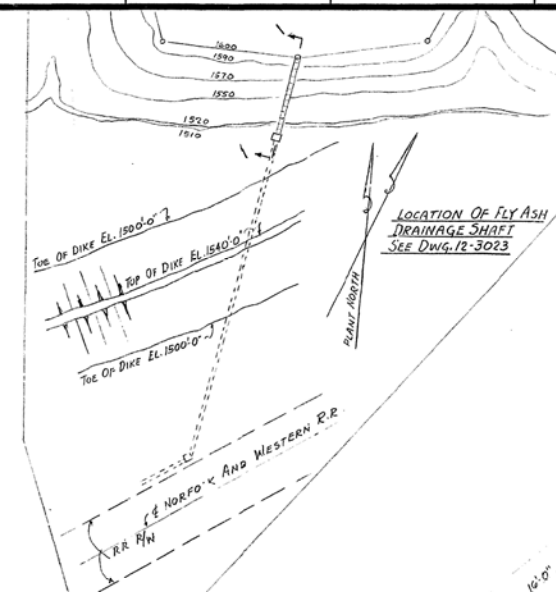 1600
1590
1570
1550
1520
1510
LOCATION OF FLY ASH
DRAINAGE SHAFT
SEE DWG. 12-3023
TOE OF DIKE EL. 1500'-0"
TOP OF DIKE EL. 1540'-0"
PLANT NORTH
TOE OF DIKE EL. 1500'-0"
℄ NORFO K AND WESTERN R.R
RR R/W
16'-0"